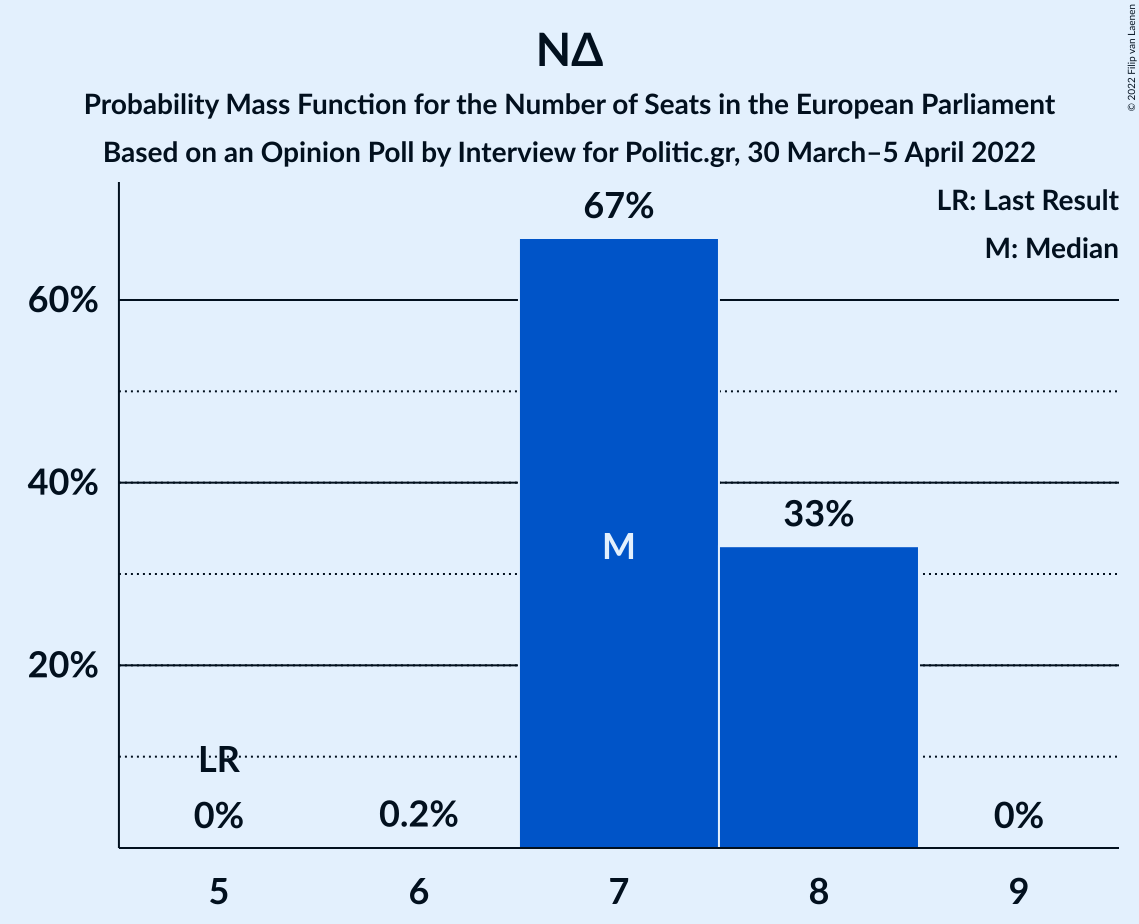 ΝΔ
Probability Mass Function for the Number of Seats in the European Parliament
Based on an Opinion Poll by Interview for Politic.gr, 30 March–5 April 2022
© 2022 Filip van Laenen
LR: Last Result
M: Median
67%
60%
40%
33%
M
20%
LR
0%
0.2%
0%
5
6
7
8
9